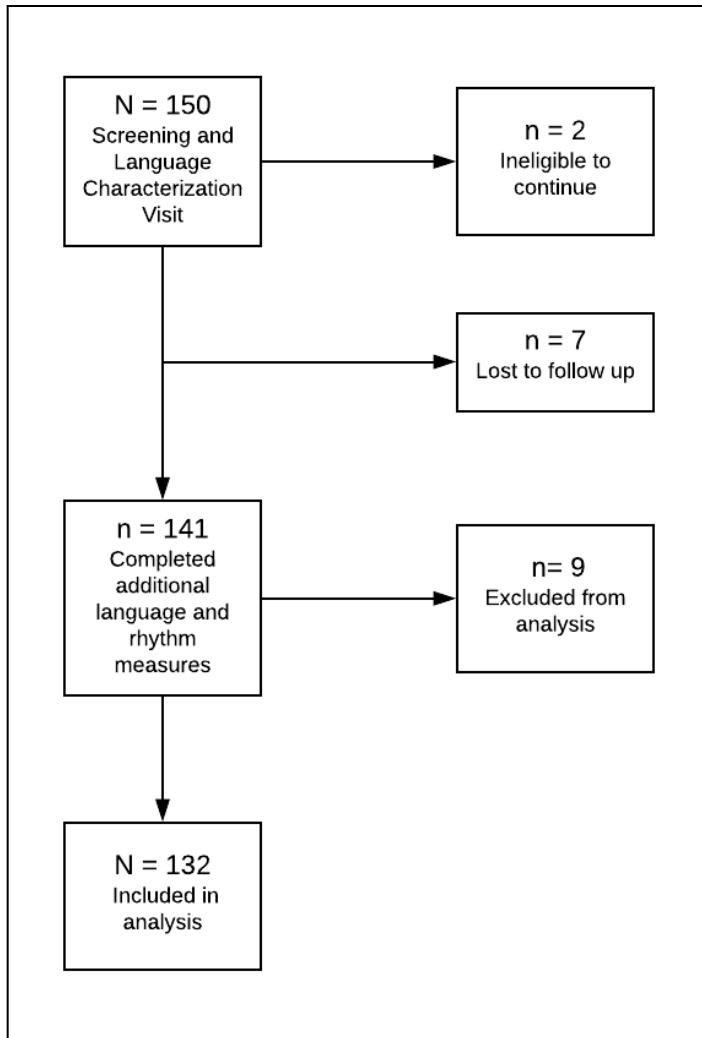 N = 150
Screening and
Language
Characterization
Visit
n = 2
Ineligible to
continue
n = 7
Lost to follow up
n = 141
Completed
additional
language and
rhythm
measures
n= 9
Excluded from
analysis
N = 132
Included in
analysis